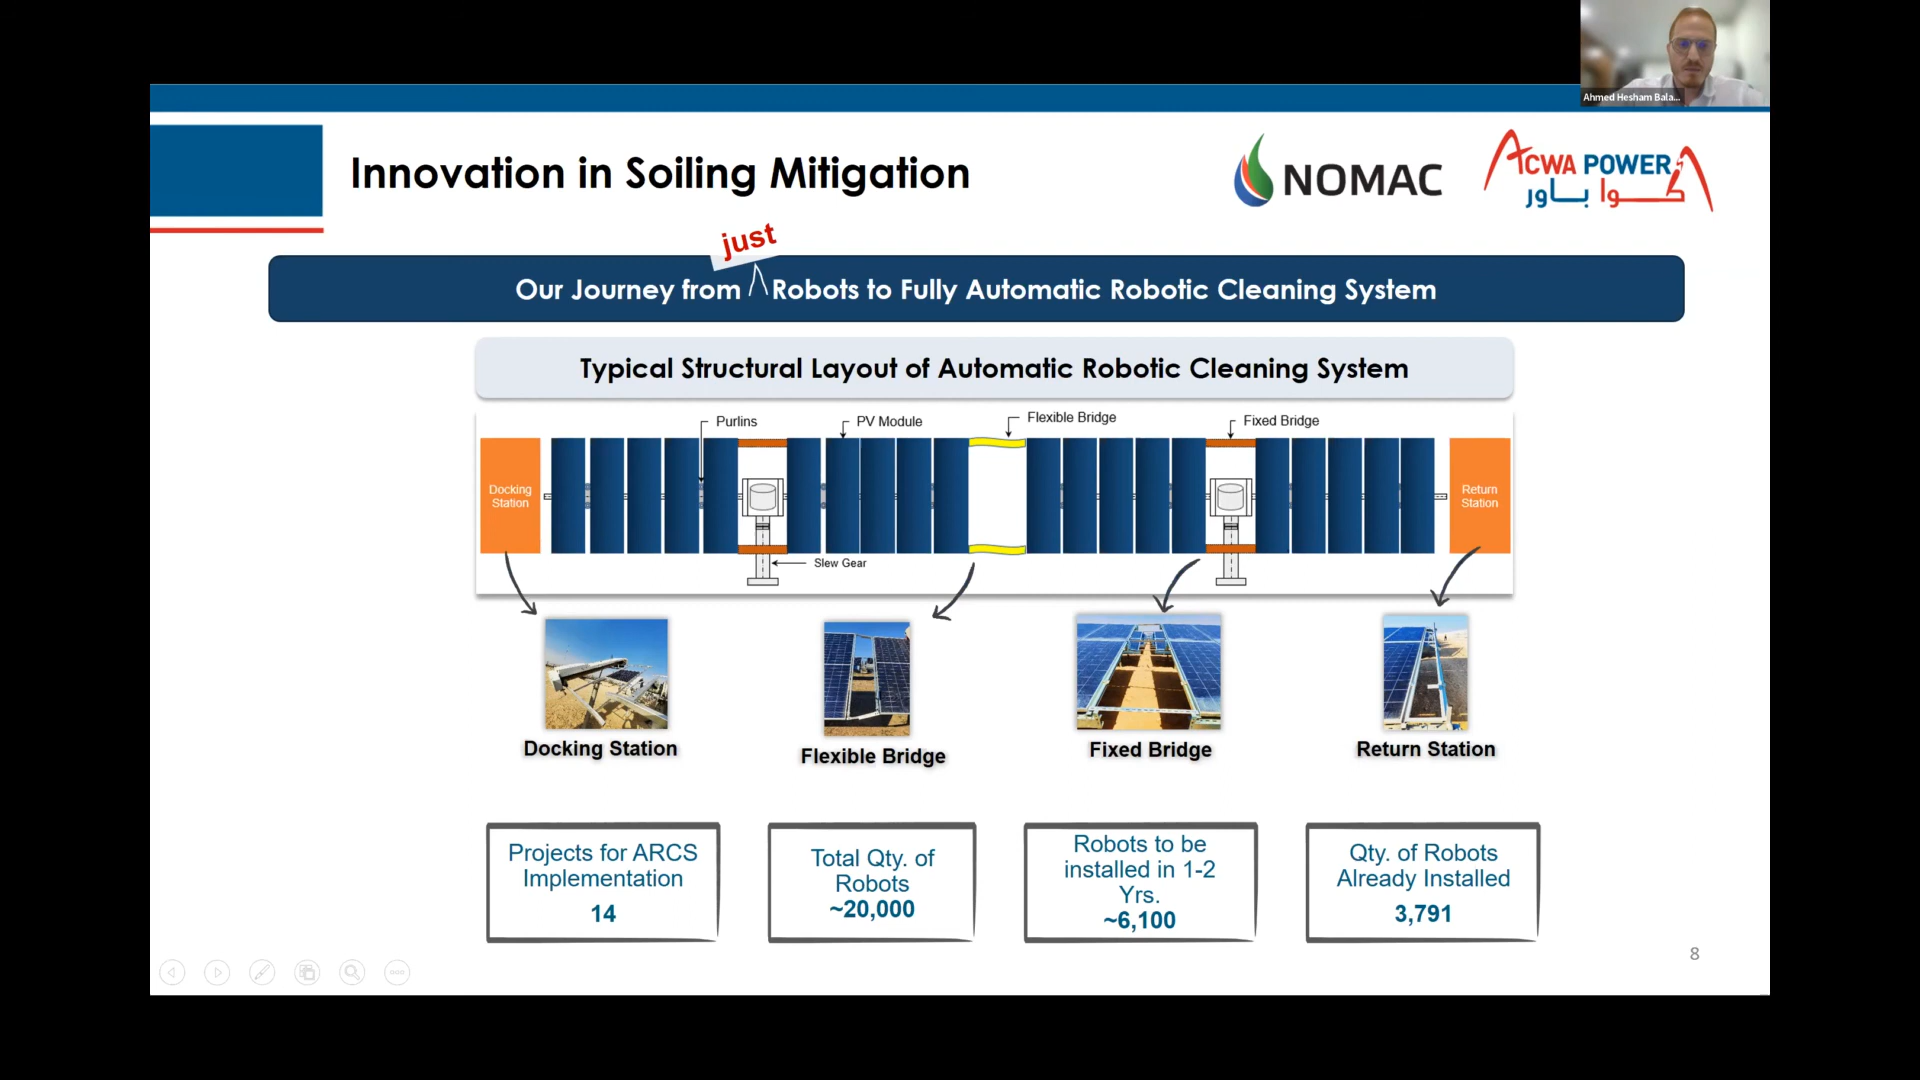 Ahmed Hesham Bala...
Innovation in Soiling Mitigation
NOMAC
ACWA POWER
أكوا باور
just
Our Journey from Robots to Fully Automatic Robotic Cleaning System
Typical Structural Layout of Automatic Robotic Cleaning System
Purlins
PV Module
Flexible Bridge
Fixed Bridge
Docking
Station
Return
Station
Slew Gear
Docking Station
Flexible Bridge
Fixed Bridge
Return Station
Projects for ARCS
Implementation
14
Total Qty. of
Robots
~20,000
Robots to be
installed in 1-2
Yrs.
~6,100
Qty. of Robots
Already Installed
3,791
8